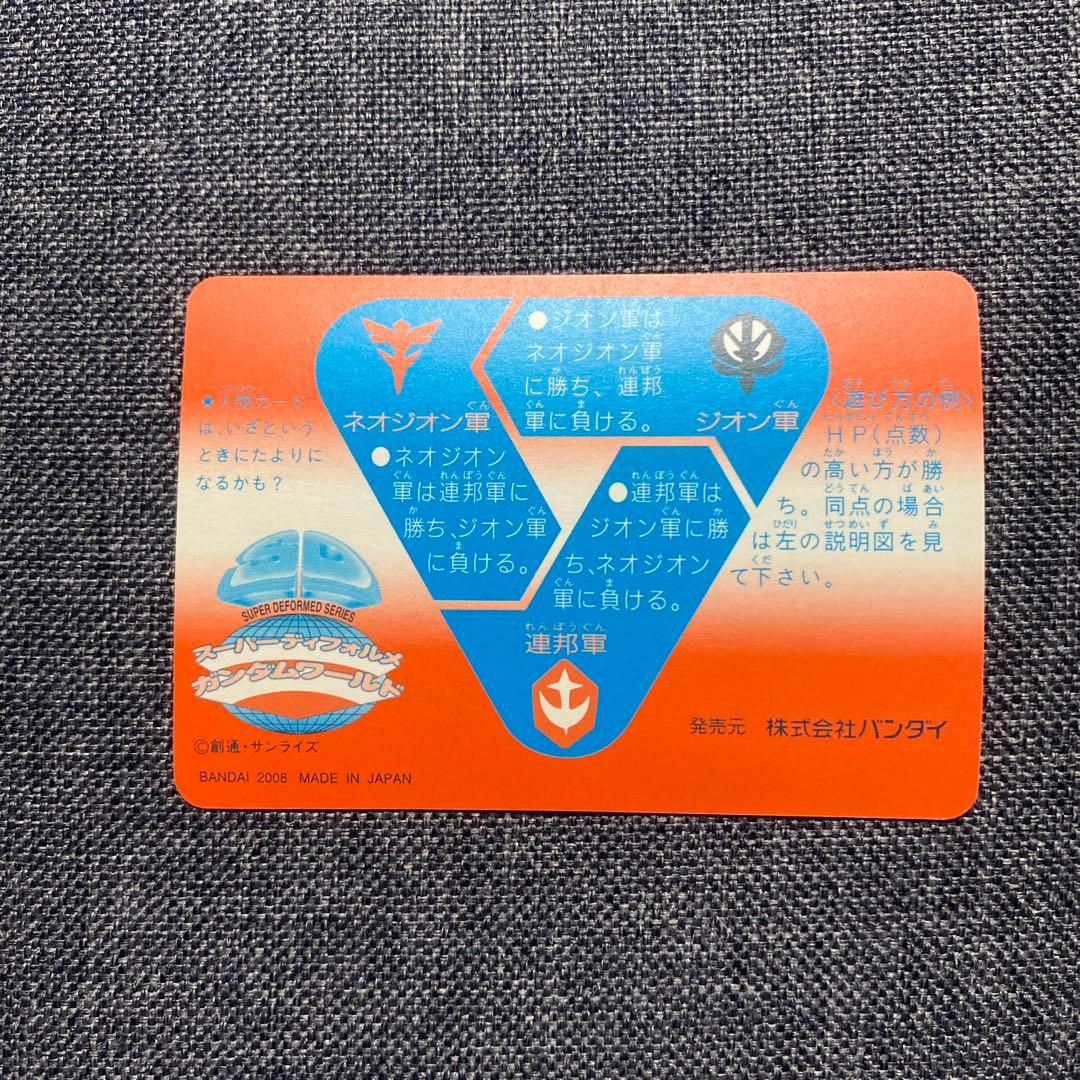 ●ジオン軍は
ネオジオン軍
に勝ち、連邦
軍に負ける。
ネオジオン軍
ジオン軍
●ネオジオン
軍は連邦軍に
勝ち、ジオン軍
に負ける。
●連邦軍は
ジオン軍に勝
ち、ネオジオン
軍に負ける。
連邦軍
★人物カード
は、いざという
ときにたよりに
なるかも?
<遊び方の例>
HP(点数)
の高い方が勝
ち。同点の場合
は左の説明図を見
て下さい。
SUPER DEFORMED SERIES
スーパーディフォルメ
ガンダムワールド
©創通・サンライズ
BANDAI 2008 MADE IN JAPAN
発売元 株式会社バンダイ